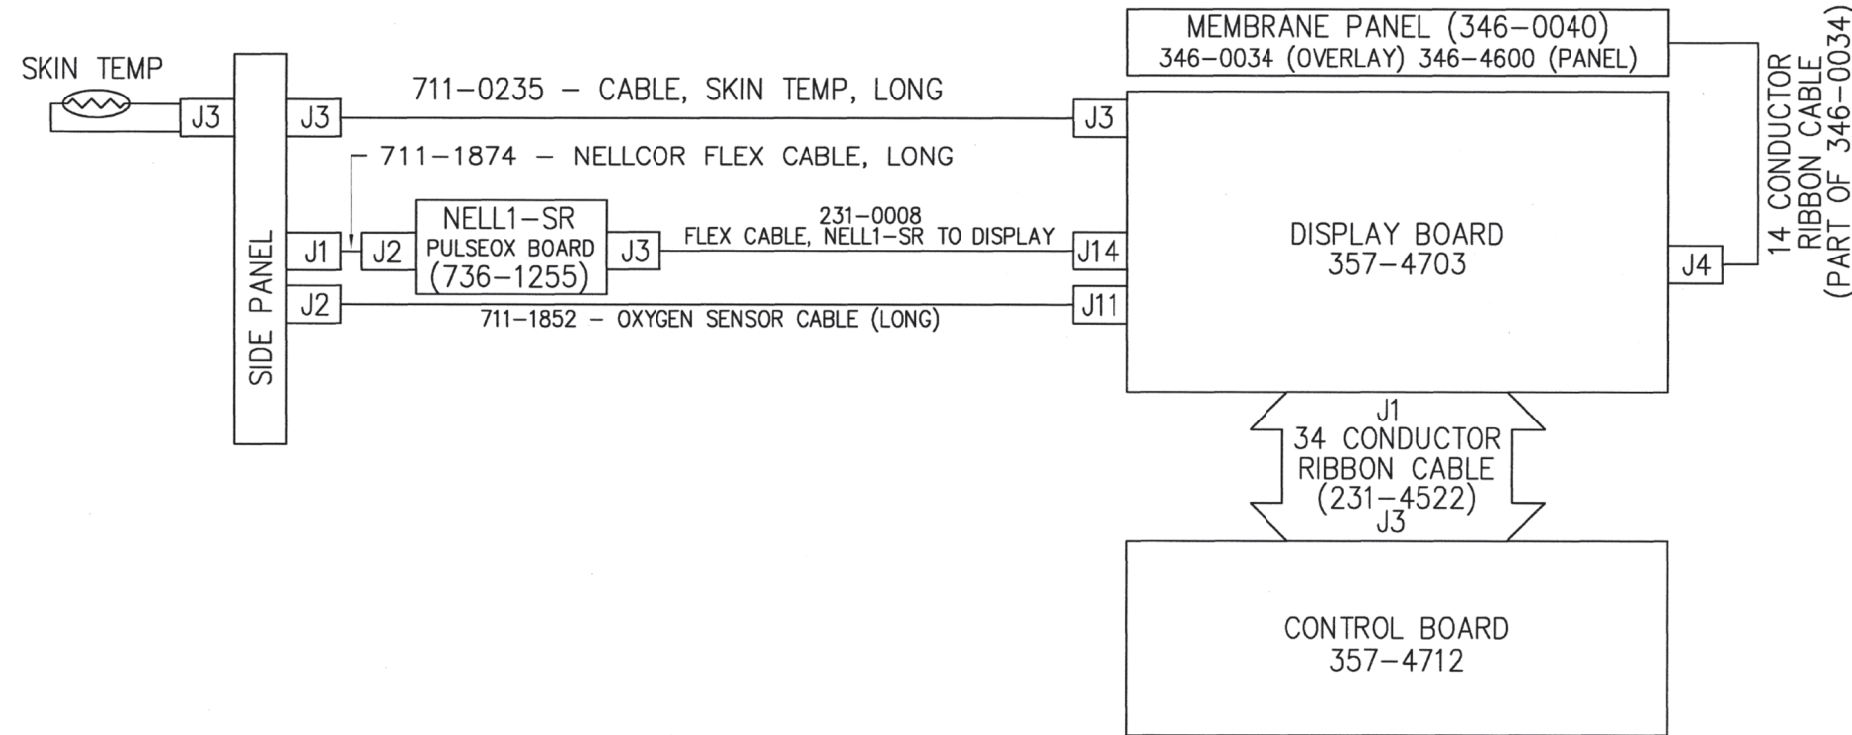 MEMBRANE PANEL (346-0040)
346-0034 (OVERLAY) 346-4600 (PANEL)
14 CONDUCTOR
RIBBON CABLE
(PART OF 346-0034)
SKIN TEMP
J3
J3
711-0235 - CABLE, SKIN TEMP, LONG
J3
711-1874 - NELLCOR FLEX CABLE, LONG
SIDE PANEL
J1
J2
NELL1-SR
PULSEOX BOARD
(736-1255)
J3
231-0008
FLEX CABLE, NELL1-SR TO DISPLAY
J14
DISPLAY BOARD
357-4703
J4
J2
711-1852 - OXYGEN SENSOR CABLE (LONG)
J11
J1
34 CONDUCTOR
RIBBON CABLE
(231-4522)
J3
CONTROL BOARD
357-4712